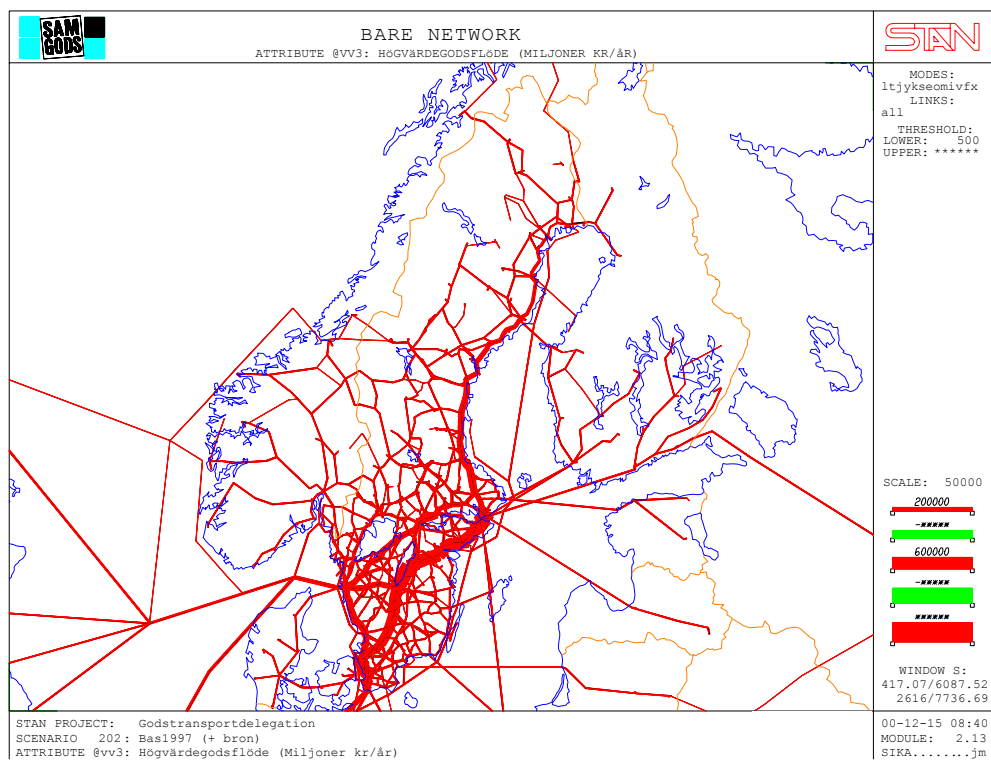 SAM
GODS
BARE NETWORK
ATTRIBUTE @VV3: HÖGVÄRDEGODSFLÖDE (MILJONER KR/ÅR)
STAN
MODES:
ltjykseomivfx
LINKS:
all
THRESHOLD:
LOWER: 500
UPPER: ******
SCALE: 50000
200000
-*****
600000
-*****
******
WINDOW S:
417.07/6087.52
2616/7736.69
STAN PROJECT: Godstransportdelegation
SCENARIO 202: Bas1997 (+ bron)
ATTRIBUTE @vv3: Högvärdegodsflöde (Miljoner kr/år)
00-12-15 08:40
MODULE: 2.13
SIKA........jm